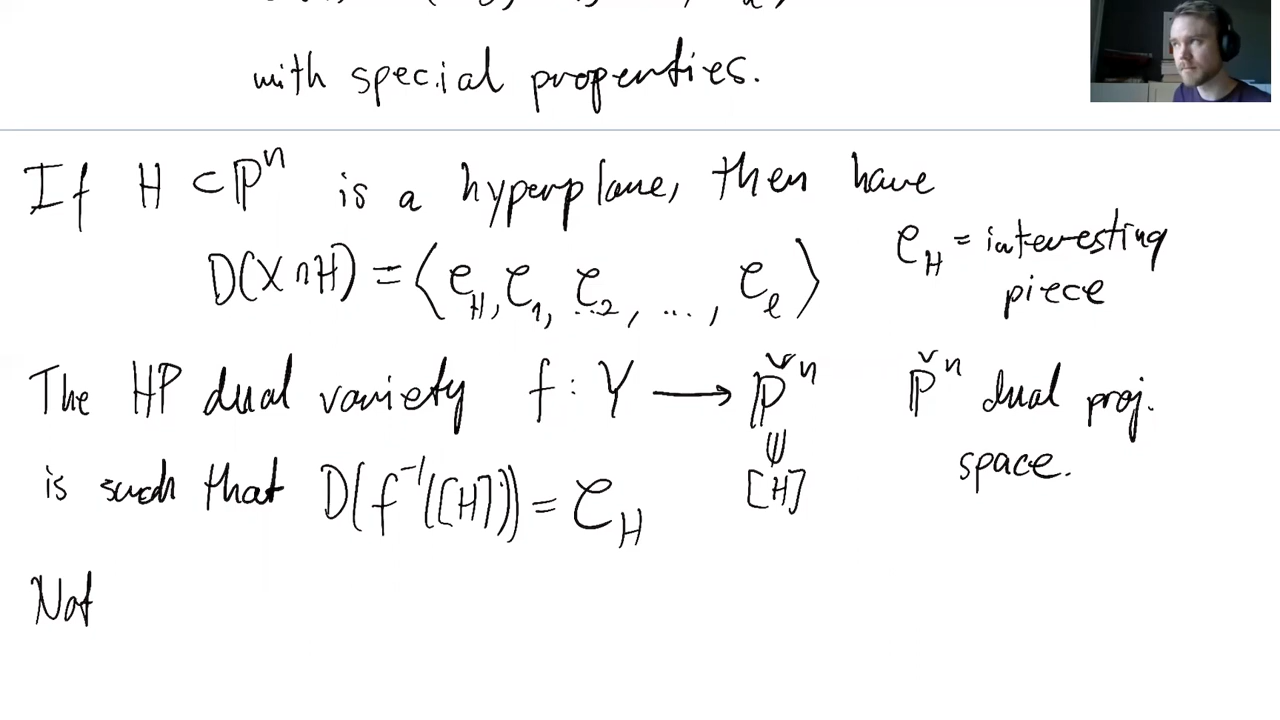 with special properties.
If H ⊂ ℙⁿ is a hyperplane, then have
D(X∩H) = ⟨𝒞_H, 𝒞₁, 𝒞₂, ..., 𝒞_ℓ⟩ 𝒞_H = interesting
piece
The HP dual variety f : Y ⟶ ℙ̌ⁿ ℙ̌ⁿ dual proj.
∈
is such that D(f⁻¹([H])) = 𝒞_H [H] space.
Not